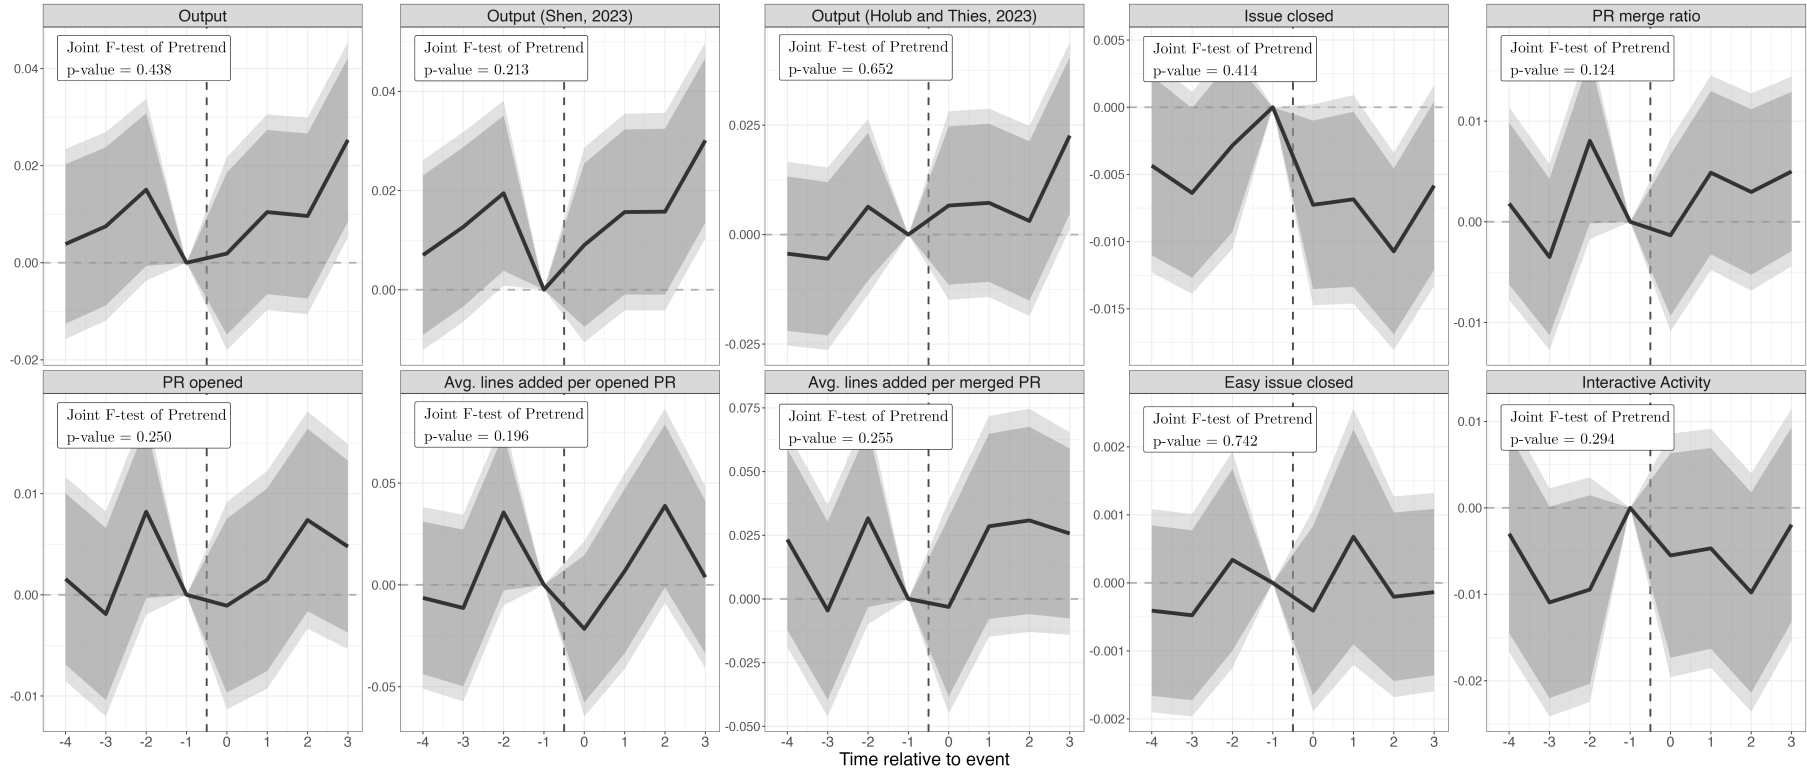 Output
Joint F-test of Pretrend
p-value = 0.438
0.04
0.02
0.00
-0.02
Output (Shen, 2023)
Joint F-test of Pretrend
p-value = 0.213
0.04
0.02
0.00
Output (Holub and Thies, 2023)
Joint F-test of Pretrend
p-value = 0.652
0.025
0.000
-0.025
Issue closed
Joint F-test of Pretrend
p-value = 0.414
0.005
0.000
-0.005
-0.010
-0.015
PR merge ratio
Joint F-test of Pretrend
p-value = 0.124
0.01
0.00
-0.01
PR opened
Joint F-test of Pretrend
p-value = 0.250
0.01
0.00
-0.01
-4 -3 -2 -1 0 1 2 3
Avg. lines added per opened PR
Joint F-test of Pretrend
p-value = 0.196
0.05
0.00
-0.05
-4 -3 -2 -1 0 1 2 3
Avg. lines added per merged PR
Joint F-test of Pretrend
p-value = 0.255
0.075
0.050
0.025
0.000
-0.025
-0.050
-4 -3 -2 -1 0 1 2 3
Easy issue closed
Joint F-test of Pretrend
p-value = 0.742
0.002
0.001
0.000
-0.001
-0.002
-4 -3 -2 -1 0 1 2 3
Interactive Activity
Joint F-test of Pretrend
p-value = 0.294
0.01
0.00
-0.01
-0.02
-4 -3 -2 -1 0 1 2 3
Time relative to event